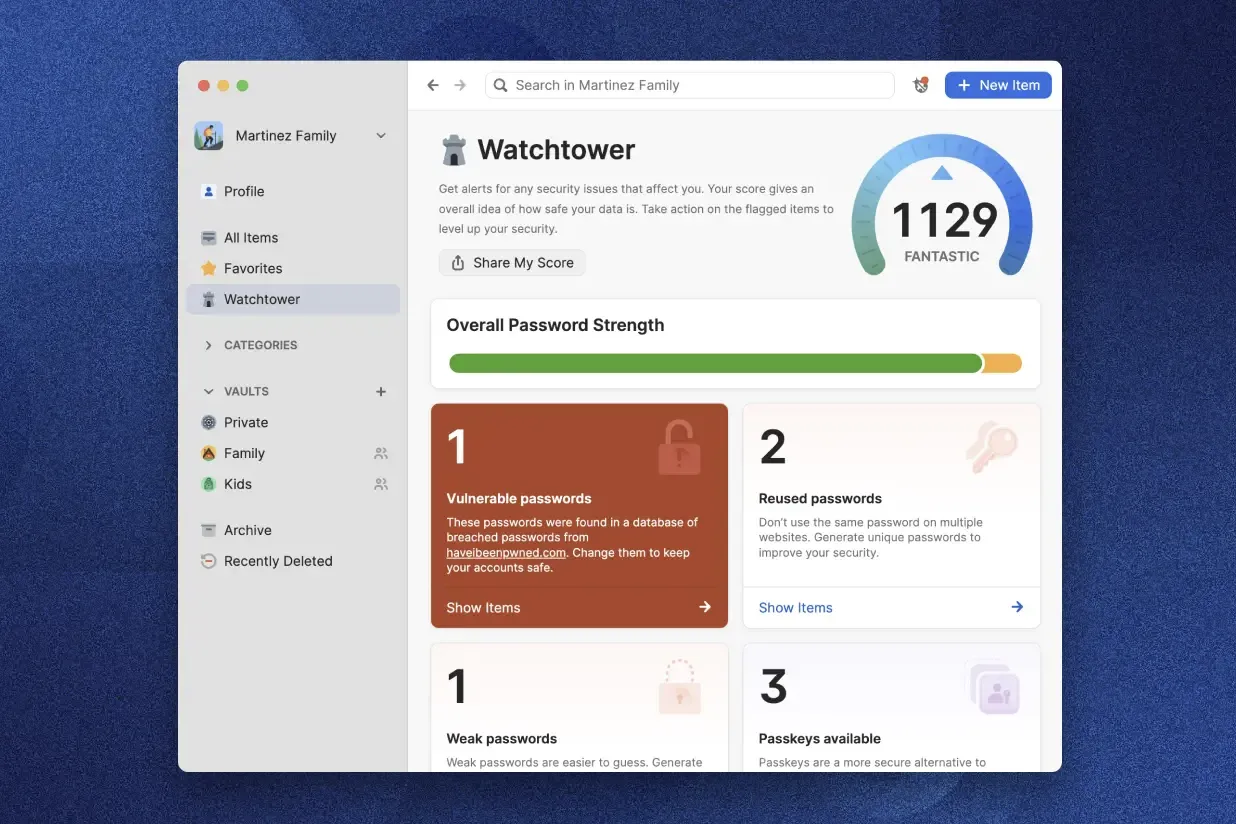 Martinez Family
Profile
All Items
Favorites
Watchtower
CATEGORIES
VAULTS
Private
Family
Kids
Archive
Recently Deleted
Search in Martinez Family
New Item
Watchtower
Get alerts for any security issues that affect you. Your score gives an
overall idea of how safe your data is. Take action on the flagged items to
level up your security.
Share My Score
1129
FANTASTIC
Overall Password Strength
1
Vulnerable passwords
These passwords were found in a database of
breached passwords from
haveibeenpwned.com. Change them to keep
your accounts safe.
Show Items
2
Reused passwords
Don’t use the same password on multiple
websites. Generate unique passwords to
improve your security.
Show Items
1
Weak passwords
Weak passwords are easier to guess. Generate
3
Passkeys available
Passkeys are a more secure alternative to